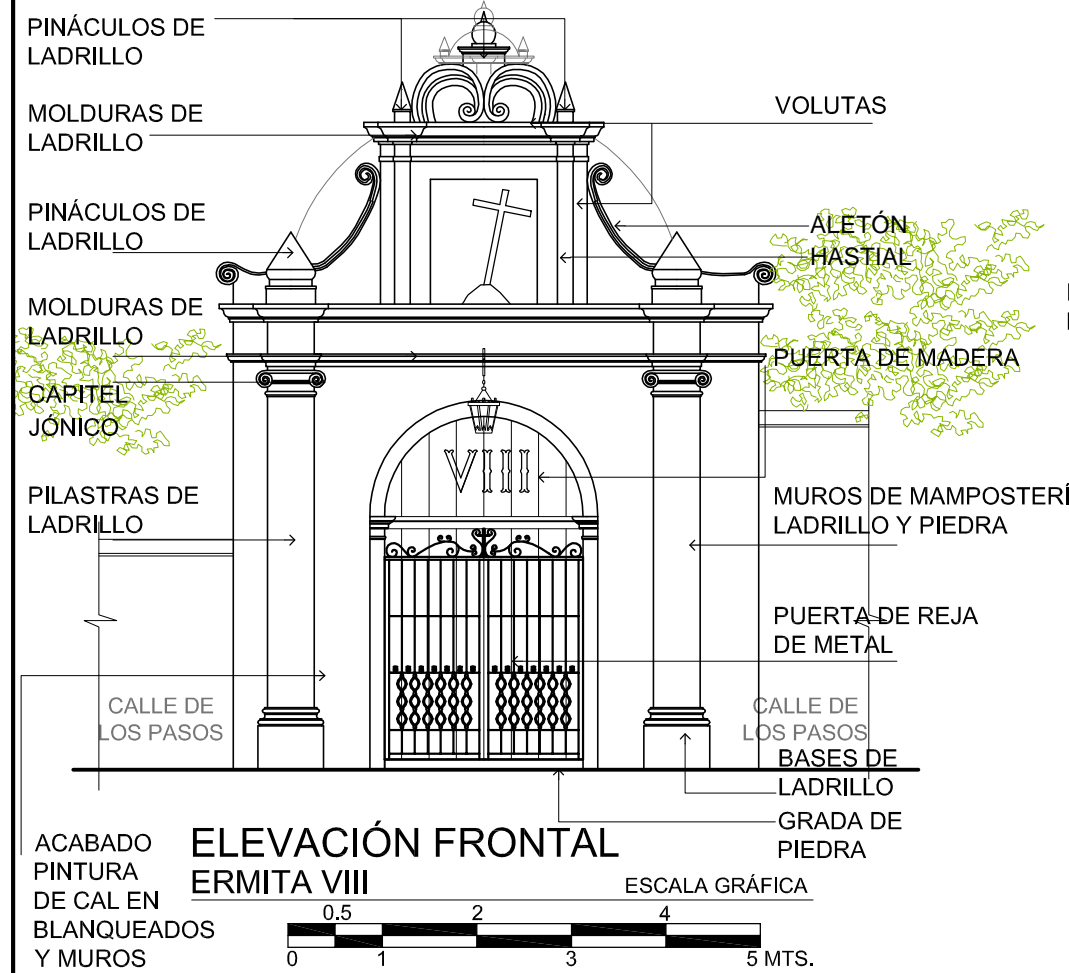 PINÁCULOS DE
LADRILLO
MOLDURAS DE
LADRILLO
PINÁCULOS DE
LADRILLO
MOLDURAS DE
LADRILLO
CAPITEL
JÓNICO
PILASTRAS DE
LADRILLO
CALLE DE
LOS PASOS
ACABADO
PINTURA
DE CAL EN
BLANQUEADOS
Y MUROS
VIII
VOLUTAS
ALETÓN
HASTIAL
PUERTA DE MADERA
MUROS DE MAMPOSTERÍ
LADRILLO Y PIEDRA
PUERTA DE REJA
DE METAL
CALLE DE
LOS PASOS
BASES DE
LADRILLO
GRADA DE
PIEDRA
ELEVACIÓN FRONTAL
ERMITA VIII
ESCALA GRÁFICA
0.5 2 4
0 1 3 5 MTS.